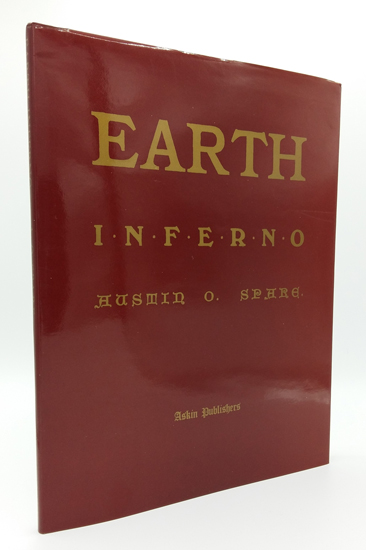 EARTH
I·N·F·E·R·N·O
AUSTIN O. SPARE.
Askin Publishers